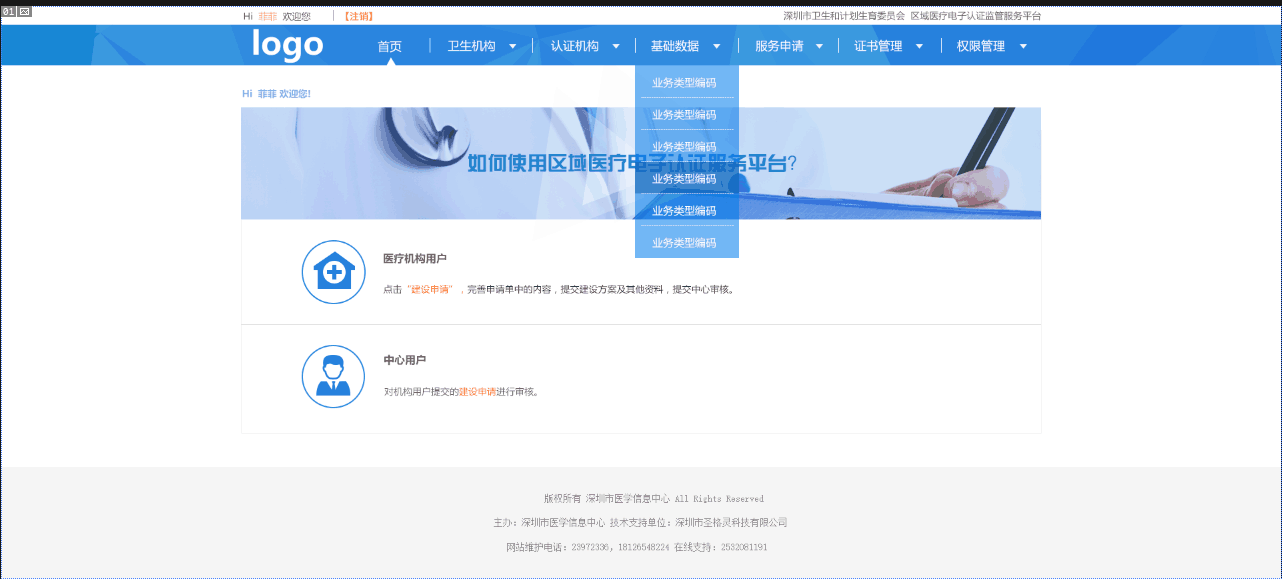 01
Hi 菲菲 欢迎您 【注销】 深圳市卫生和计划生育委员会 区域医疗电子认证监管服务平台
logo 首页 卫生机构 认证机构 基础数据 服务申请 证书管理 权限管理
业务类型编码
业务类型编码
业务类型编码
业务类型编码
业务类型编码
业务类型编码
Hi 菲菲 欢迎您!
如何使用区域医疗电子认证服务平台?
医疗机构用户
点击“建设申请”，完善申请单中的内容，提交建设方案及其他资料，提交中心审核。
中心用户
对机构用户提交的建设申请进行审核。
版权所有 深圳市医学信息中心 All Rights Reserved
主办：深圳市医学信息中心 技术支持单位：深圳市圣格灵科技有限公司
网站维护电话：23972336，18126548224 在线支持：2532081191